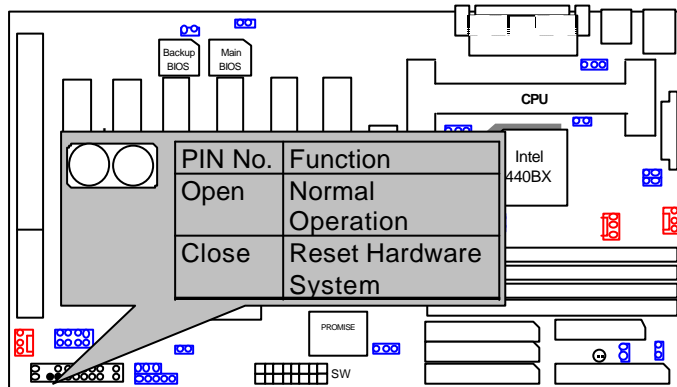 Backup
BIOS
Main
BIOS
CPU
Intel
440BX
PIN No. Function
Open Normal
Operation
Close Reset Hardware
System
PROMISE
SW